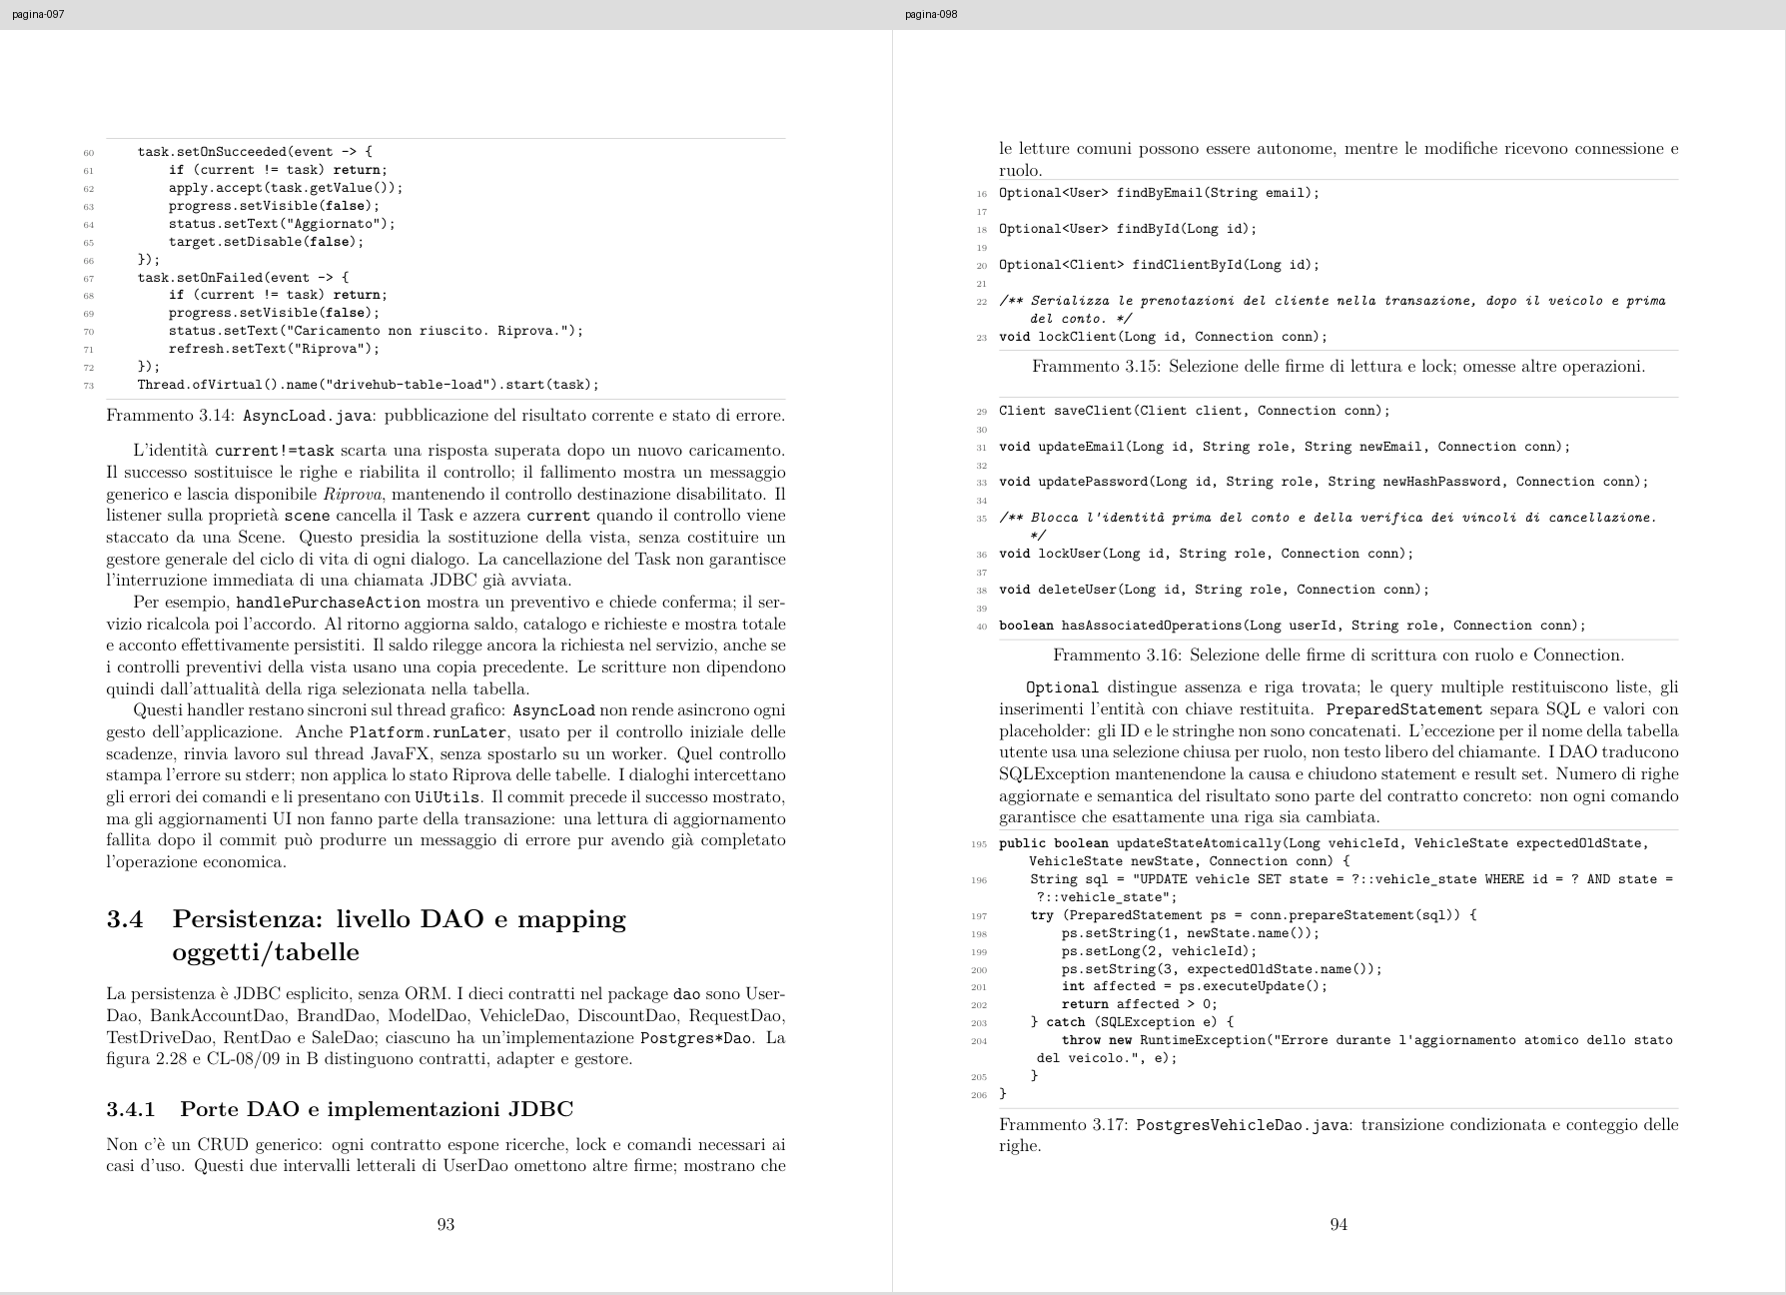 pagina-097
60 task.setOnSucceeded(event -> {
61 if (current != task) return;
62 apply.accept(task.getValue());
63 progress.setVisible(false);
64 status.setText("Aggiornato");
65 target.setDisable(false);
66 });
67 task.setOnFailed(event -> {
68 if (current != task) return;
69 progress.setVisible(false);
70 status.setText("Caricamento non riuscito. Riprova.");
71 refresh.setText("Riprova");
72 });
73 Thread.ofVirtual().name("drivehub-table-load").start(task);
Frammento 3.14: AsyncLoad.java: pubblicazione del risultato corrente e stato di errore.
L'identità current!=task scarta una risposta superata dopo un nuovo caricamento.
Il successo sostituisce le righe e riabilita il controllo; il fallimento mostra un messaggio
generico e lascia disponibile Riprova, mantenendo il controllo destinazione disabilitato. Il
listener sulla proprietà scene cancella il Task e azzera current quando il controllo viene
staccato da una Scene. Questo presidia la sostituzione della vista, senza costituire un
gestore generale del ciclo di vita di ogni dialogo. La cancellazione del Task non garantisce
l'interruzione immediata di una chiamata JDBC già avviata.
Per esempio, handlePurchaseAction mostra un preventivo e chiede conferma; il ser-
vizio ricalcola poi l'accordo. Al ritorno aggiorna saldo, catalogo e richieste e mostra totale
e acconto effettivamente persistiti. Il saldo rilegge ancora la richiesta nel servizio, anche se
i controlli preventivi della vista usano una copia precedente. Le scritture non dipendono
quindi dall'attualità della riga selezionata nella tabella.
Questi handler restano sincroni sul thread grafico: AsyncLoad non rende asincrono ogni
gesto dell'applicazione. Anche Platform.runLater, usato per il controllo iniziale delle
scadenze, rinvia lavoro sul thread JavaFX, senza spostarlo su un worker. Quel controllo
stampa l'errore su stderr; non applica lo stato Riprova delle tabelle. I dialoghi intercettano
gli errori dei comandi e li presentano con UiUtils. Il commit precede il successo mostrato,
ma gli aggiornamenti UI non fanno parte della transazione: una lettura di aggiornamento
fallita dopo il commit può produrre un messaggio di errore pur avendo già completato
l'operazione economica.
3.4 Persistenza: livello DAO e mapping
oggetti/tabelle
La persistenza è JDBC esplicito, senza ORM. I dieci contratti nel package dao sono User-
Dao, BankAccountDao, BrandDao, ModelDao, VehicleDao, DiscountDao, RequestDao,
TestDriveDao, RentDao e SaleDao; ciascuno ha un'implementazione Postgres*Dao. La
figura 2.28 e CL-08/09 in B distinguono contratti, adapter e gestore.
3.4.1 Porte DAO e implementazioni JDBC
Non c'è un CRUD generico: ogni contratto espone ricerche, lock e comandi necessari ai
casi d'uso. Questi due intervalli letterali di UserDao omettono altre firme; mostrano che
93
pagina-098
le letture comuni possono essere autonome, mentre le modifiche ricevono connessione e
ruolo.
16 Optional<User> findByEmail(String email);
17
18 Optional<User> findById(Long id);
19
20 Optional<Client> findClientById(Long id);
21
22 /** Serializza le prenotazioni del cliente nella transazione, dopo il veicolo e prima
del conto. */
23 void lockClient(Long id, Connection conn);
Frammento 3.15: Selezione delle firme di lettura e lock; omesse altre operazioni.
29 Client saveClient(Client client, Connection conn);
30
31 void updateEmail(Long id, String role, String newEmail, Connection conn);
32
33 void updatePassword(Long id, String role, String newHashPassword, Connection conn);
34
35 /** Blocca l'identità prima del conto e della verifica dei vincoli di cancellazione.
*/
36 void lockUser(Long id, String role, Connection conn);
37
38 void deleteUser(Long id, String role, Connection conn);
39
40 boolean hasAssociatedOperations(Long userId, String role, Connection conn);
Frammento 3.16: Selezione delle firme di scrittura con ruolo e Connection.
Optional distingue assenza e riga trovata; le query multiple restituiscono liste, gli
inserimenti l'entità con chiave restituita. PreparedStatement separa SQL e valori con
placeholder: gli ID e le stringhe non sono concatenati. L'eccezione per il nome della tabella
utente usa una selezione chiusa per ruolo, non testo libero del chiamante. I DAO traducono
SQLException mantenendone la causa e chiudono statement e result set. Numero di righe
aggiornate e semantica del risultato sono parte del contratto concreto: non ogni comando
garantisce che esattamente una riga sia cambiata.
195 public boolean updateStateAtomically(Long vehicleId, VehicleState expectedOldState,
VehicleState newState, Connection conn) {
196 String sql = "UPDATE vehicle SET state = ?::vehicle_state WHERE id = ? AND state =
?::vehicle_state";
197 try (PreparedStatement ps = conn.prepareStatement(sql)) {
198 ps.setString(1, newState.name());
199 ps.setLong(2, vehicleId);
200 ps.setString(3, expectedOldState.name());
201 int affected = ps.executeUpdate();
202 return affected > 0;
203 } catch (SQLException e) {
204 throw new RuntimeException("Errore durante l'aggiornamento atomico dello stato
del veicolo.", e);
205 }
206 }
Frammento 3.17: PostgresVehicleDao.java: transizione condizionata e conteggio delle
righe.
94